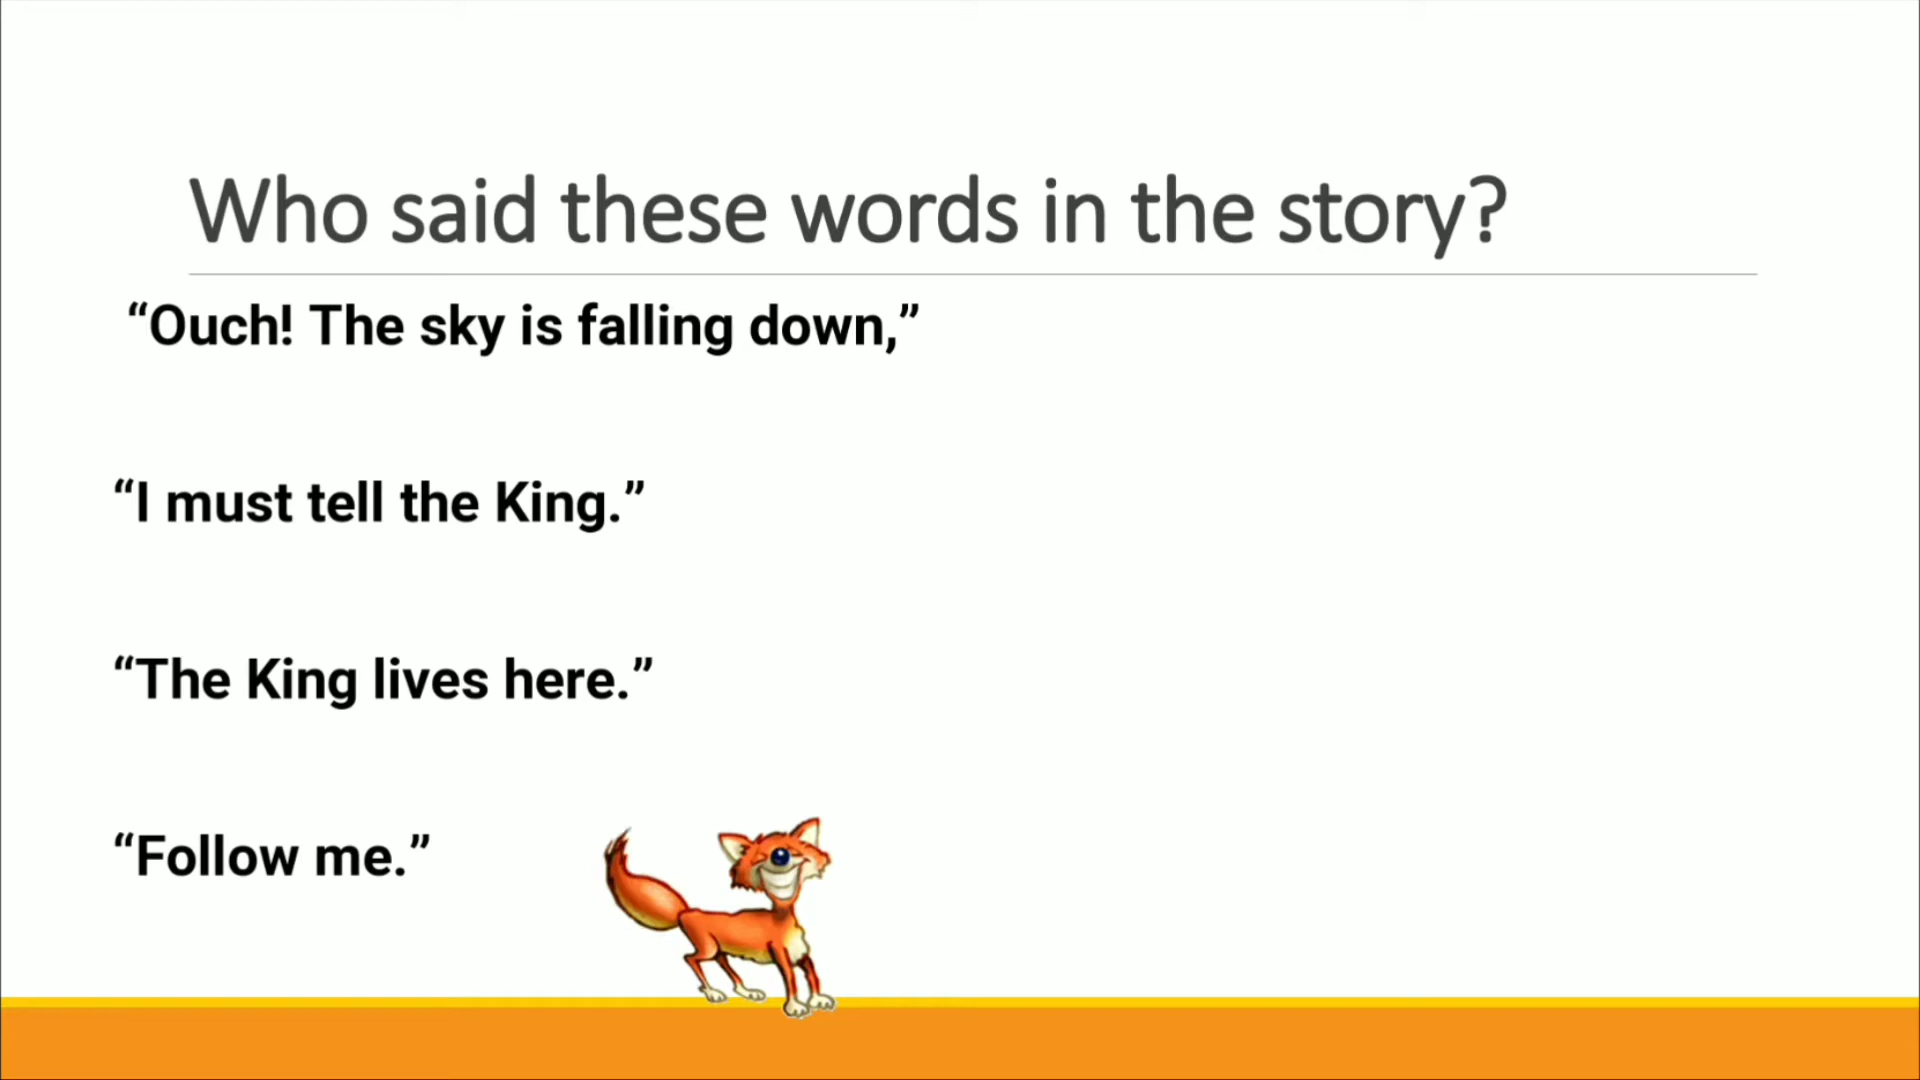 Who said these words in the story?
“Ouch! The sky is falling down,”
“I must tell the King.”
“The King lives here.”
“Follow me.”